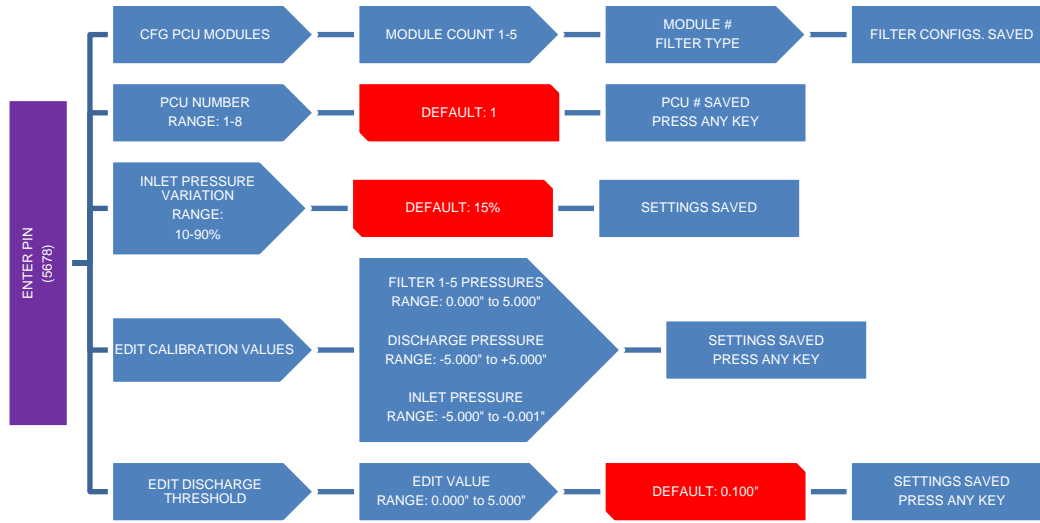 ENTER PIN
(5678)
CFG PCU MODULES
MODULE COUNT 1-5
MODULE #
FILTER TYPE
FILTER CONFIGS. SAVED
PCU NUMBER
RANGE: 1-8
DEFAULT: 1
PCU # SAVED
PRESS ANY KEY
INLET PRESSURE
VARIATION
RANGE:
10-90%
DEFAULT: 15%
SETTINGS SAVED
EDIT CALIBRATION VALUES
FILTER 1-5 PRESSURES
RANGE: 0.000" to 5.000"
DISCHARGE PRESSURE
RANGE: -5.000" to +5.000"
INLET PRESSURE
RANGE: -5.000" to -0.001"
SETTINGS SAVED
PRESS ANY KEY
EDIT DISCHARGE
THRESHOLD
EDIT VALUE
RANGE: 0.000" to 5.000"
DEFAULT: 0.100"
SETTINGS SAVED
PRESS ANY KEY